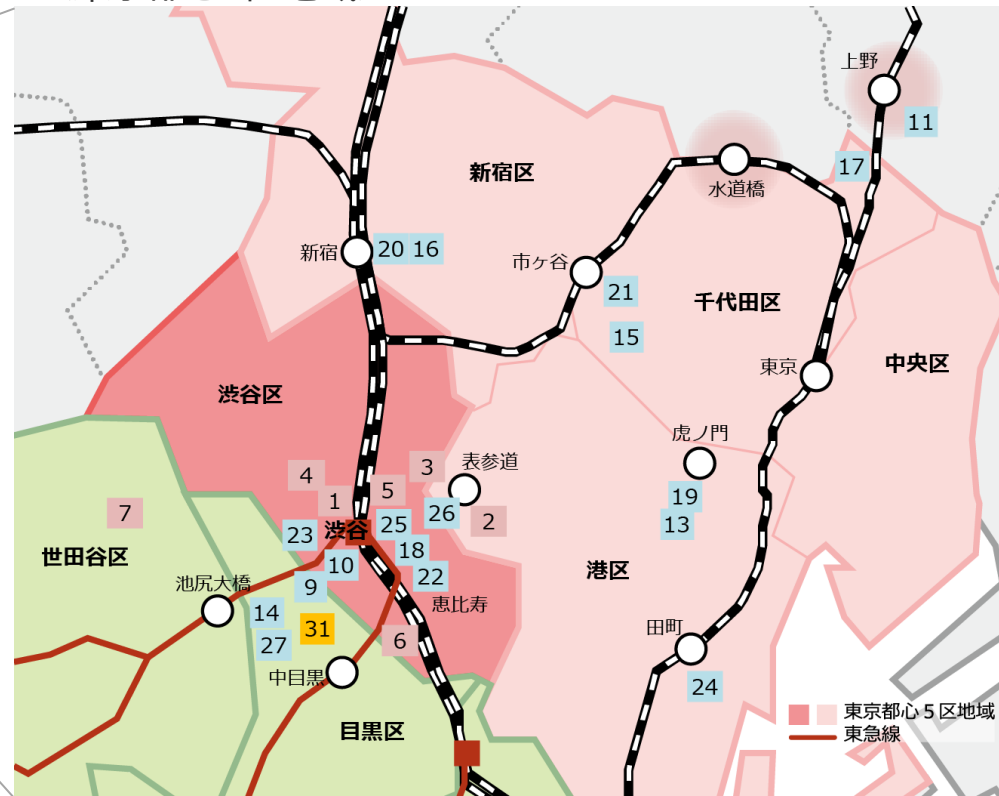 上野
11
17
水道橋
新宿区
新宿
20
16
市ヶ谷
21
千代田区
15
東京
中央区
渋谷区
虎ノ門
表参道
3
4
5
1
26
2
19
13
7
23
渋谷
25
18
世田谷区
10
22
港区
池尻大橋
9
恵比寿
14
31
27
6
田町
中目黒
24
目黒区
東京都心5区地域
東急線